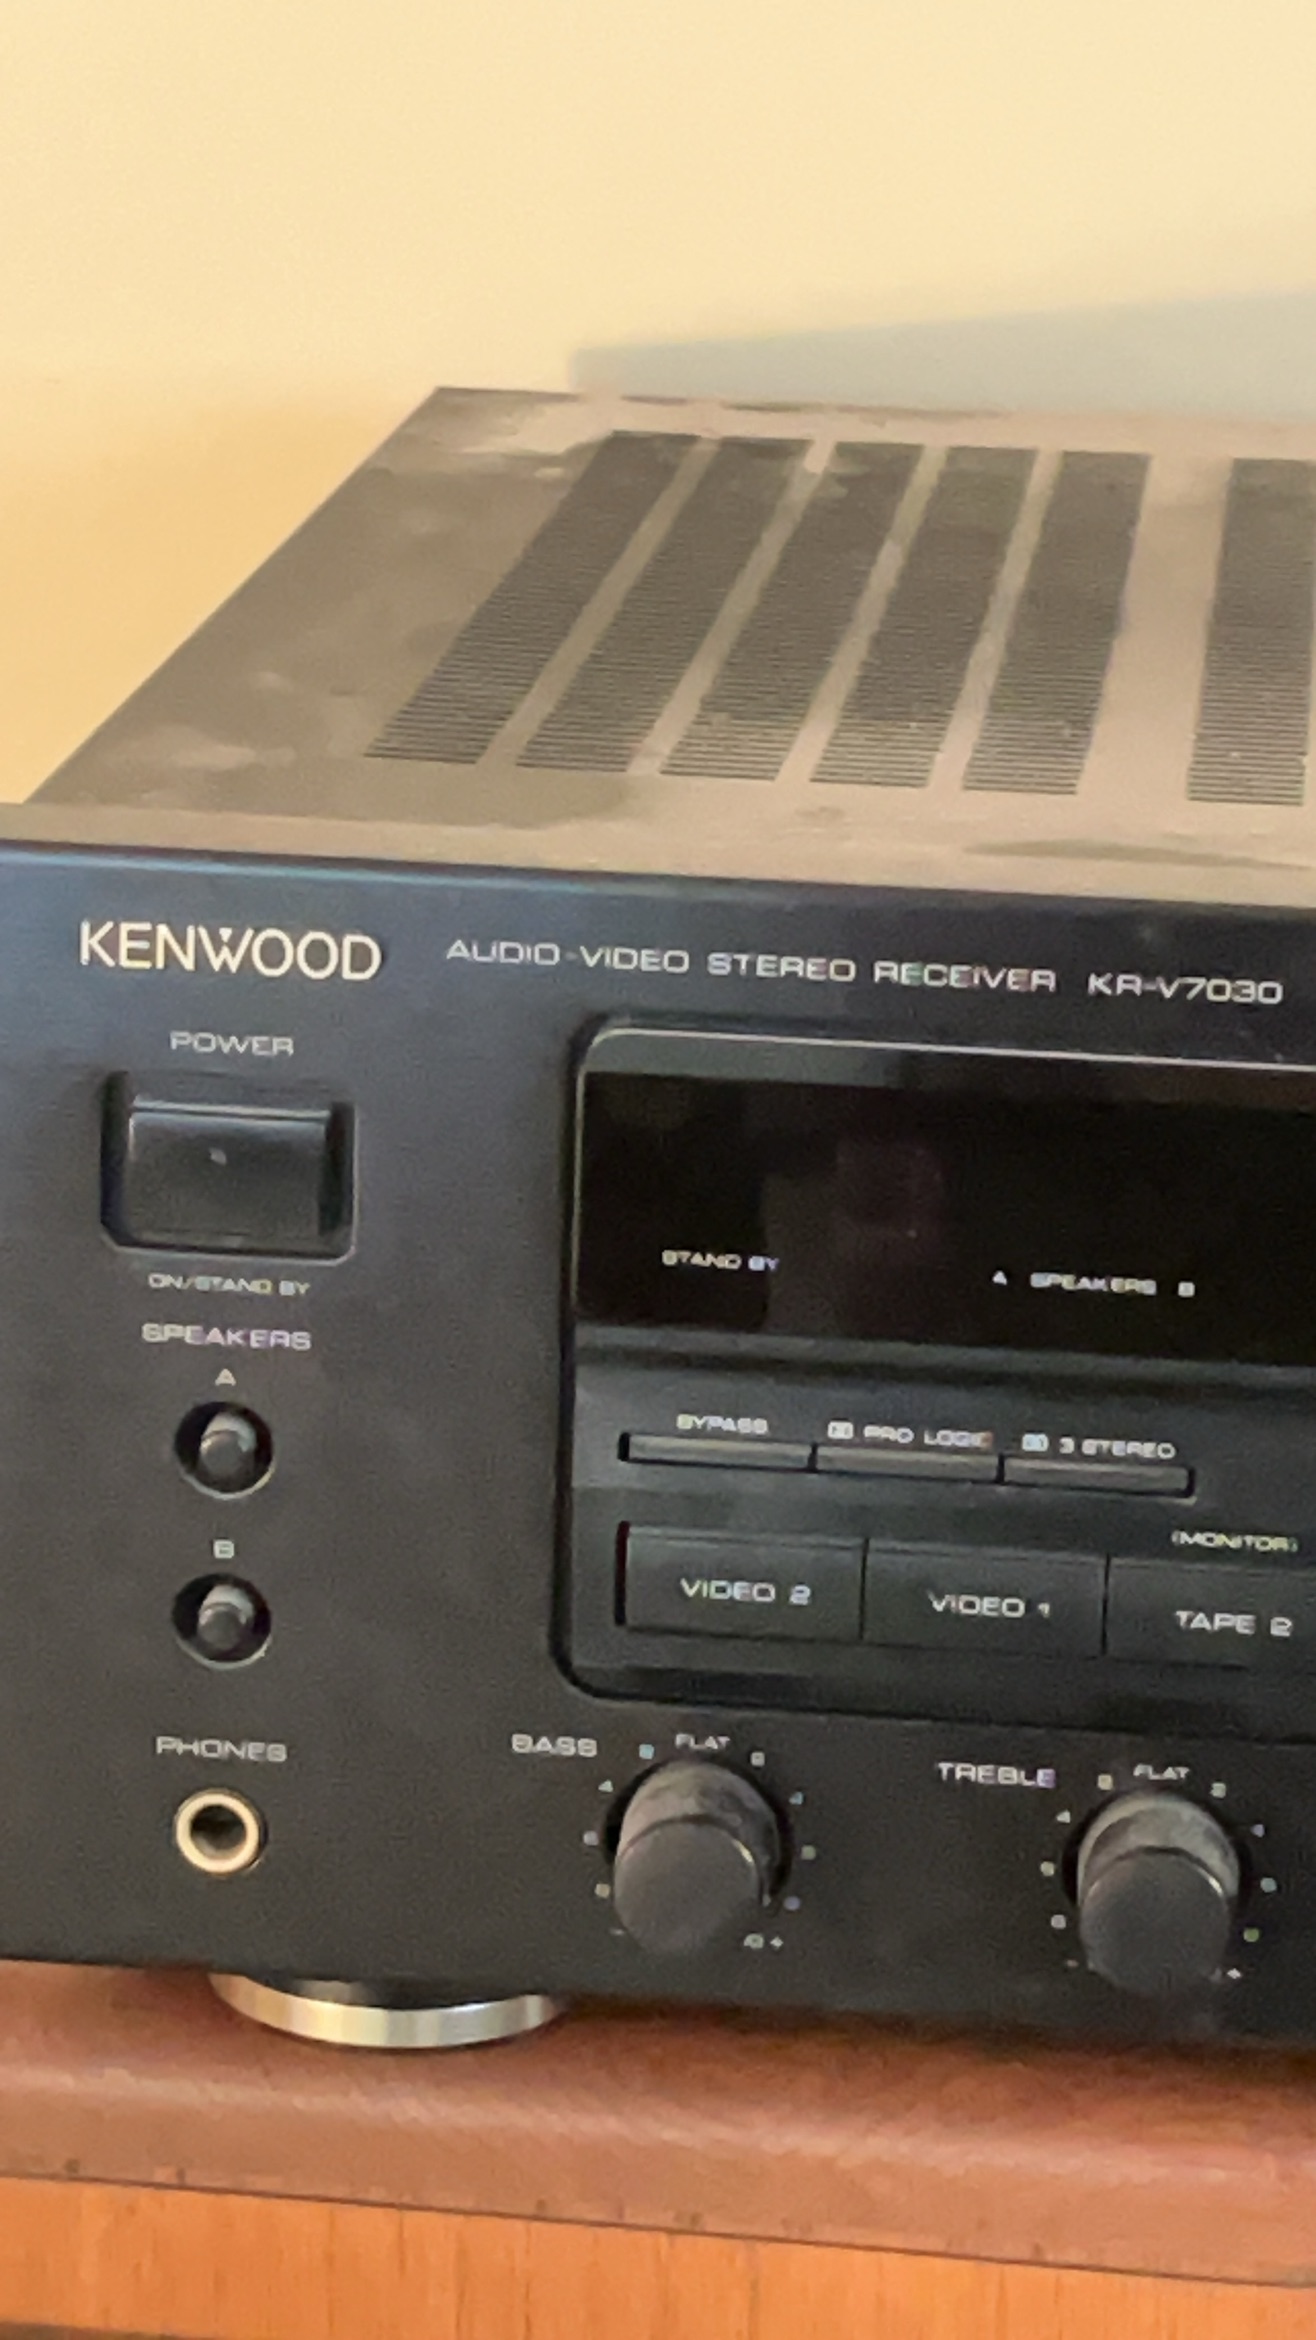 KENWOOD
AUDIO-VIDEO STEREO RECEIVER KR-V7030
POWER
ON/STAND BY
SPEAKERS
A
B
PHONES
STAND BY
A SPEAKERS B
BYPASS
PRO LOGIC
3 STEREO
(MONITOR)
VIDEO 2
VIDEO 1
TAPE 2
BASS
FLAT
TREBLE
FLAT